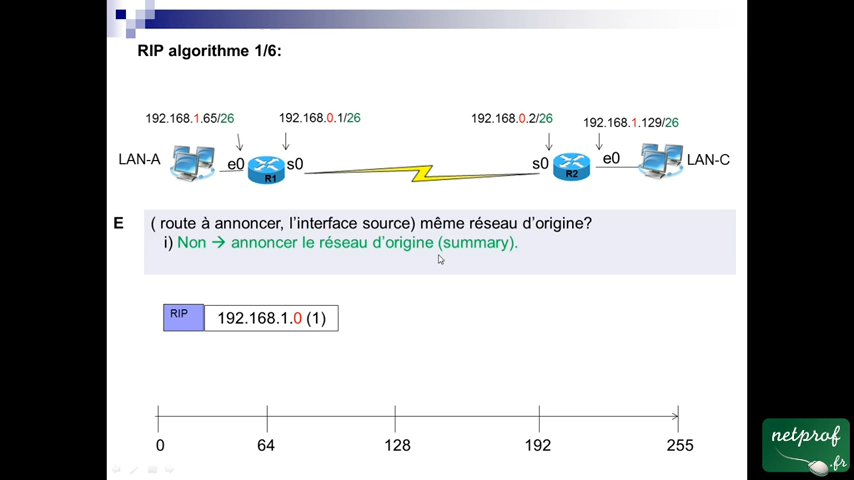 RIP algorithme 1/6:
192.168.1.65/26 192.168.0.1/26 192.168.0.2/26 192.168.1.129/26
LAN-A e0 R1 s0 s0 R2 e0 LAN-C
E ( route à annoncer, l'interface source) même réseau d'origine?
i) Non → annoncer le réseau d'origine (summary).
RIP 192.168.1.0 (1)
0 64 128 192 255
netprof
.fr